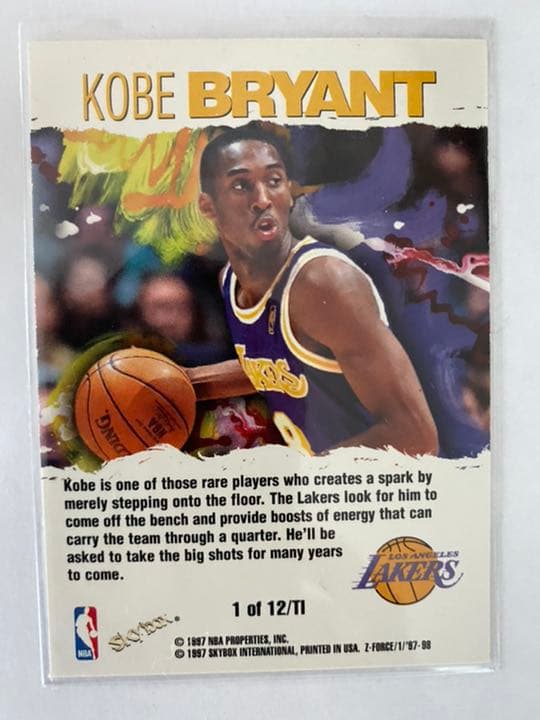 KOBE BRYANT
SPALDING
NBA
Kobe is one of those rare players who creates a spark by
merely stepping onto the floor. The Lakers look for him to
come off the bench and provide boosts of energy that can
carry the team through a quarter. He'll be
asked to take the big shots for many years
to come.
LOS ANGELES
LAKERS
1 of 12/TI
NBA
SkyBox
© 1997 NBA PROPERTIES, INC.
© 1997 SKYBOX INTERNATIONAL, PRINTED IN USA. Z-FORCE/1/'97-98